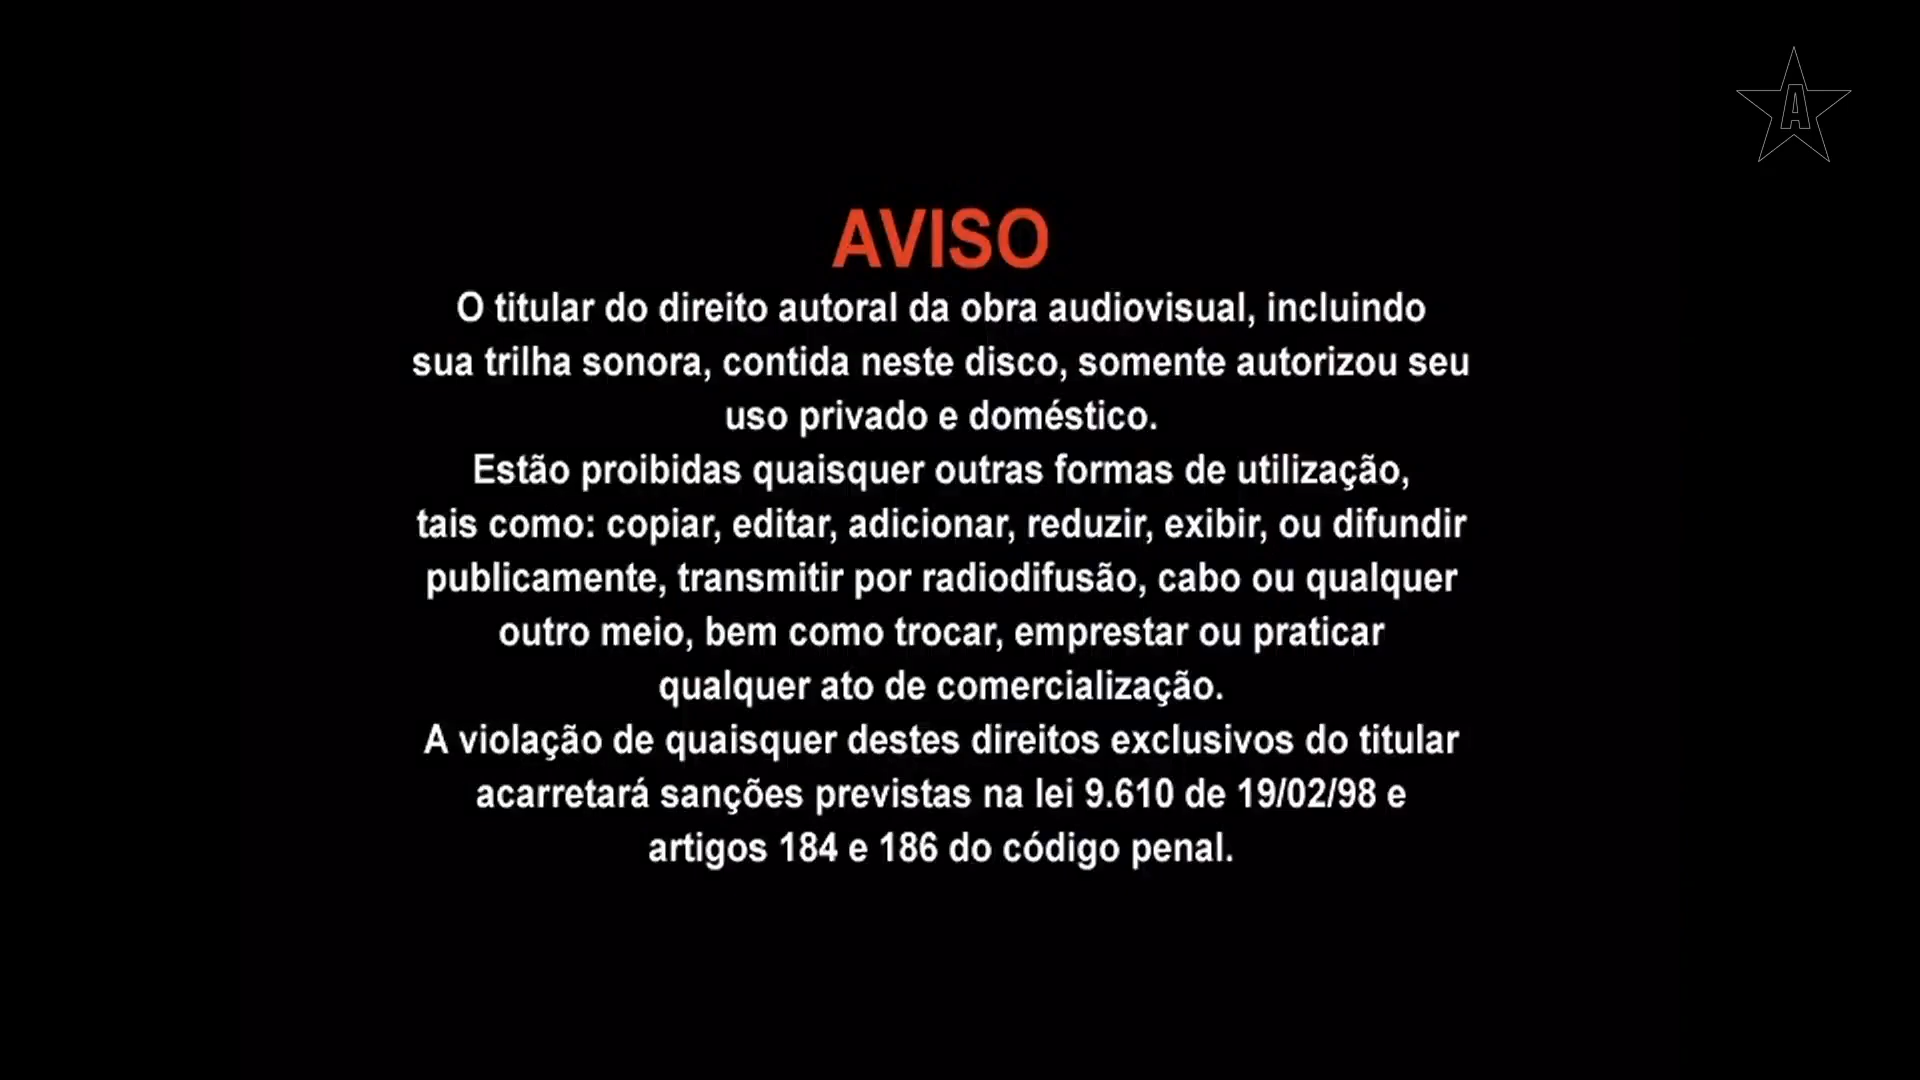 A
AVISO
O titular do direito autoral da obra audiovisual, incluindo
sua trilha sonora, contida neste disco, somente autorizou seu
uso privado e doméstico.
Estão proibidas quaisquer outras formas de utilização,
tais como: copiar, editar, adicionar, reduzir, exibir, ou difundir
publicamente, transmitir por radiodifusão, cabo ou qualquer
outro meio, bem como trocar, emprestar ou praticar
qualquer ato de comercialização.
A violação de quaisquer destes direitos exclusivos do titular
acarretará sanções previstas na lei 9.610 de 19/02/98 e
artigos 184 e 186 do código penal.